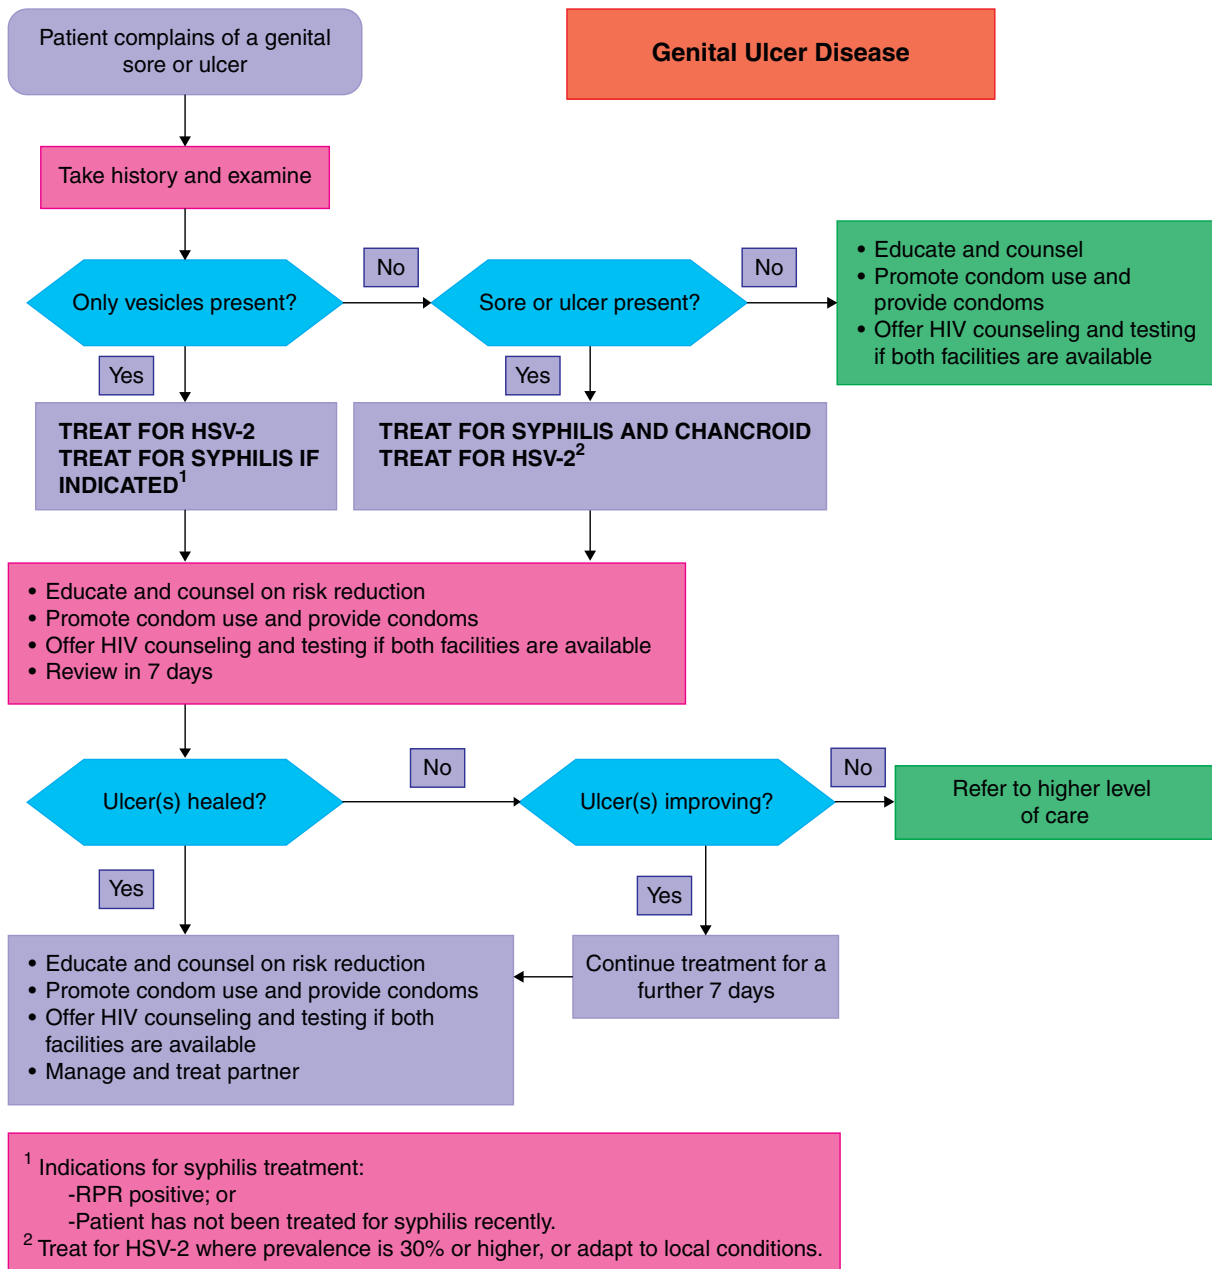 Patient complains of a genital
sore or ulcer
Genital Ulcer Disease
Take history and examine
Only vesicles present?
No
Sore or ulcer present?
No
• Educate and counsel
• Promote condom use and
provide condoms
• Offer HIV counseling and testing
if both facilities are available
Yes
Yes
TREAT FOR HSV-2
TREAT FOR SYPHILIS IF
INDICATED1
TREAT FOR SYPHILIS AND CHANCROID
TREAT FOR HSV-22
• Educate and counsel on risk reduction
• Promote condom use and provide condoms
• Offer HIV counseling and testing if both facilities are available
• Review in 7 days
Ulcer(s) healed?
No
Ulcer(s) improving?
No
Refer to higher level
of care
Yes
Yes
• Educate and counsel on risk reduction
• Promote condom use and provide condoms
• Offer HIV counseling and testing if both
facilities are available
• Manage and treat partner
Continue treatment for a
further 7 days
1 Indications for syphilis treatment:
-RPR positive; or
-Patient has not been treated for syphilis recently.
2 Treat for HSV-2 where prevalence is 30% or higher, or adapt to local conditions.